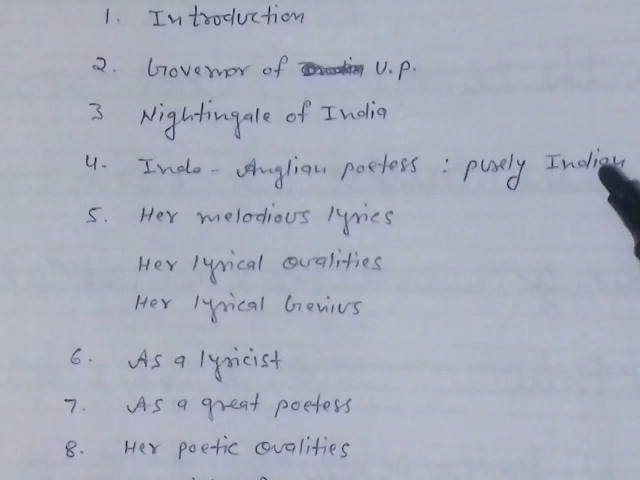 1. Introduction
2. Governor of U.P.
3 Nightingale of India
4. Indo - Anglian poetess : purely Indian
5. Her melodious lyrics
Her lyrical Qualities
Her lyrical Genius
6. As a lyricist
7. As a great poetess
8. Her poetic Qualities